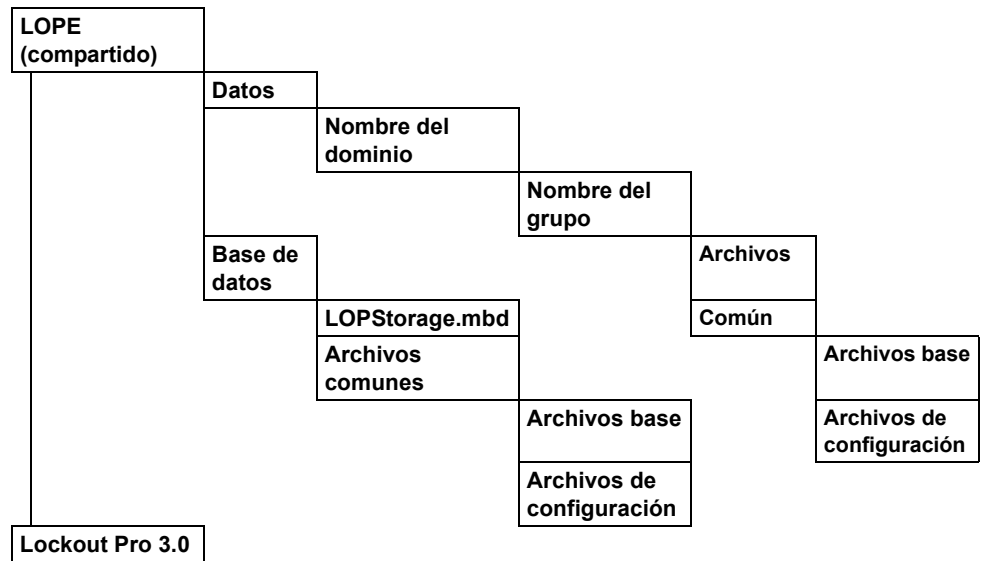 LOPE
(compartido)
Datos
Nombre del
dominio
Nombre del
grupo
Base de
datos
Archivos
LOPStorage.mbd
Común
Archivos
comunes
Archivos base
Archivos base
Archivos de
configuración
Archivos de
configuración
Lockout Pro 3.0